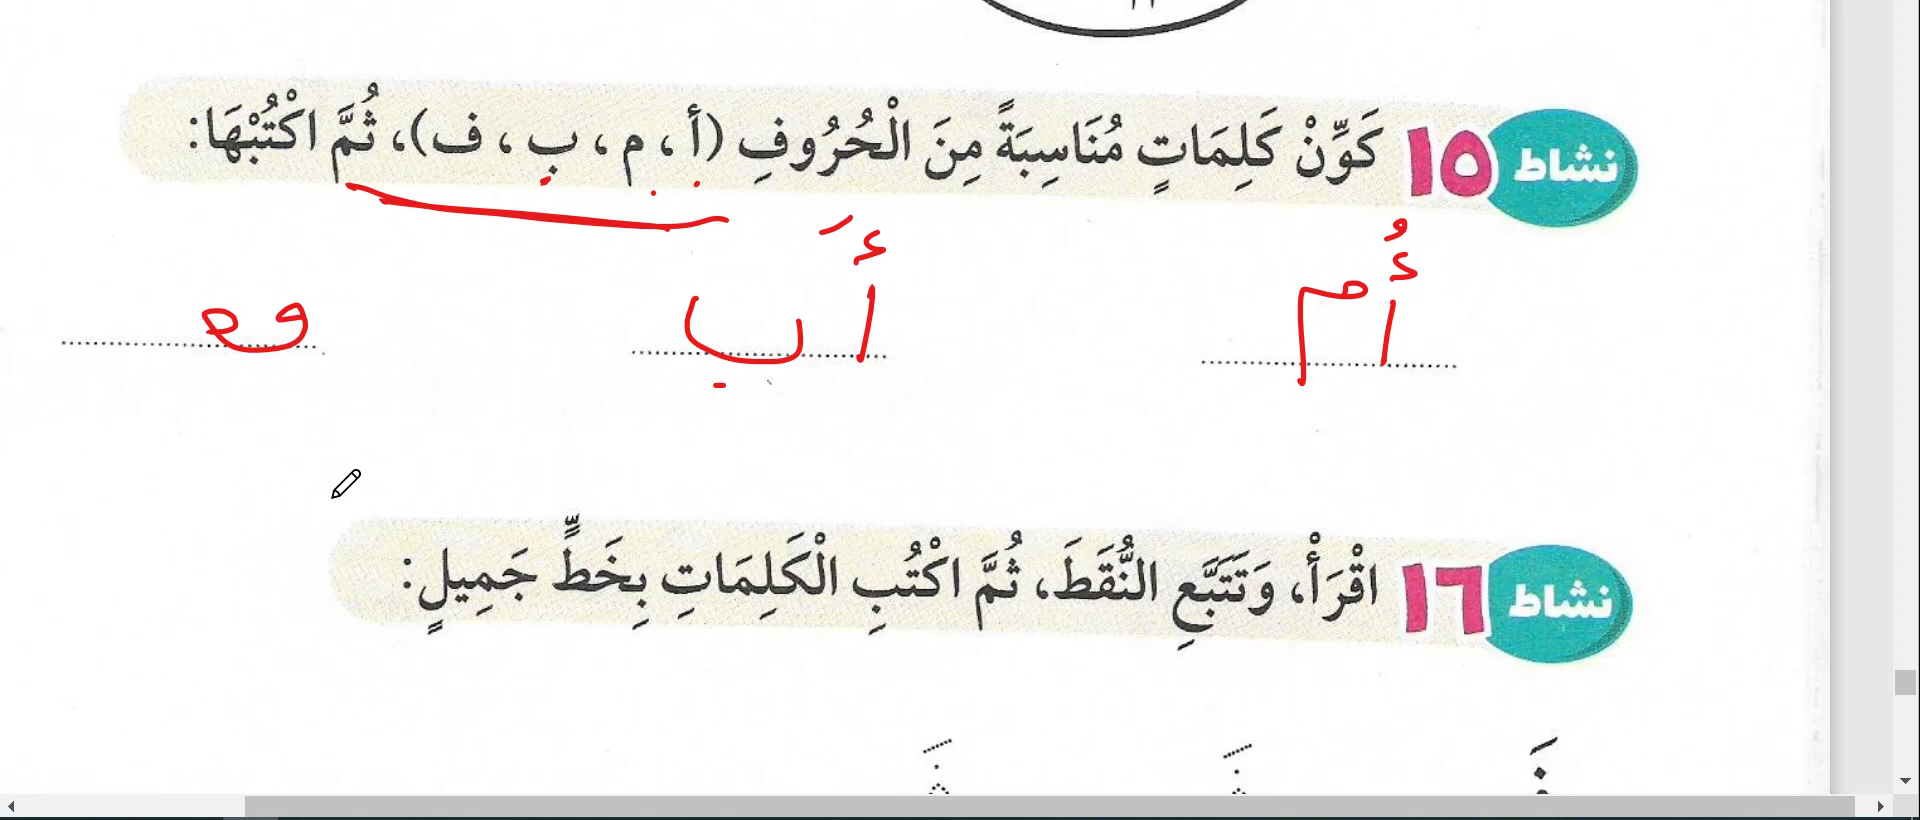 نشاط ١٥ كَوِّنْ كَلِمَاتٍ مُنَاسِبَةً مِنَ الْحُرُوفِ (أ ، م ، ب ، ف)، ثُمَّ اكْتُبْهَا:
أُم أَب
نشاط ١٦ اقْرَأْ، وَتَتَبَّعِ النُّقَطَ، ثُمَّ اكْتُبِ الْكَلِمَاتِ بِخَطٍّ جَمِيلٍ: